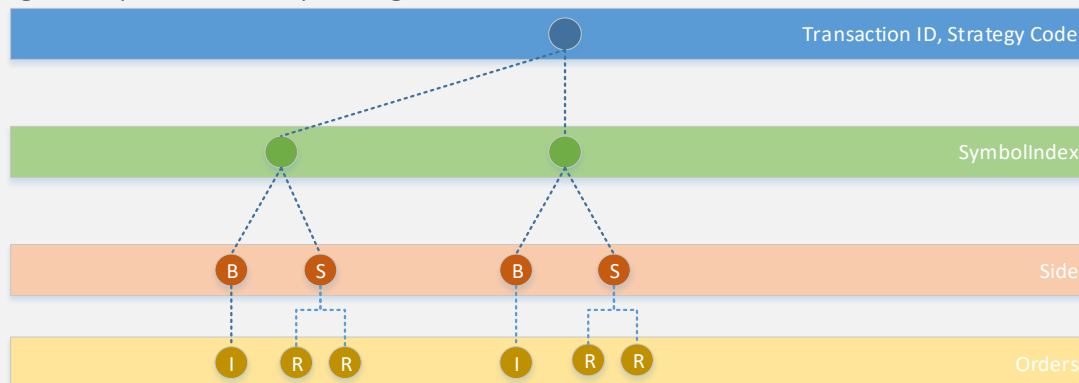 Transaction ID, Strategy Code
SymbolIndex
B S B S Side
I R R I R R Orders